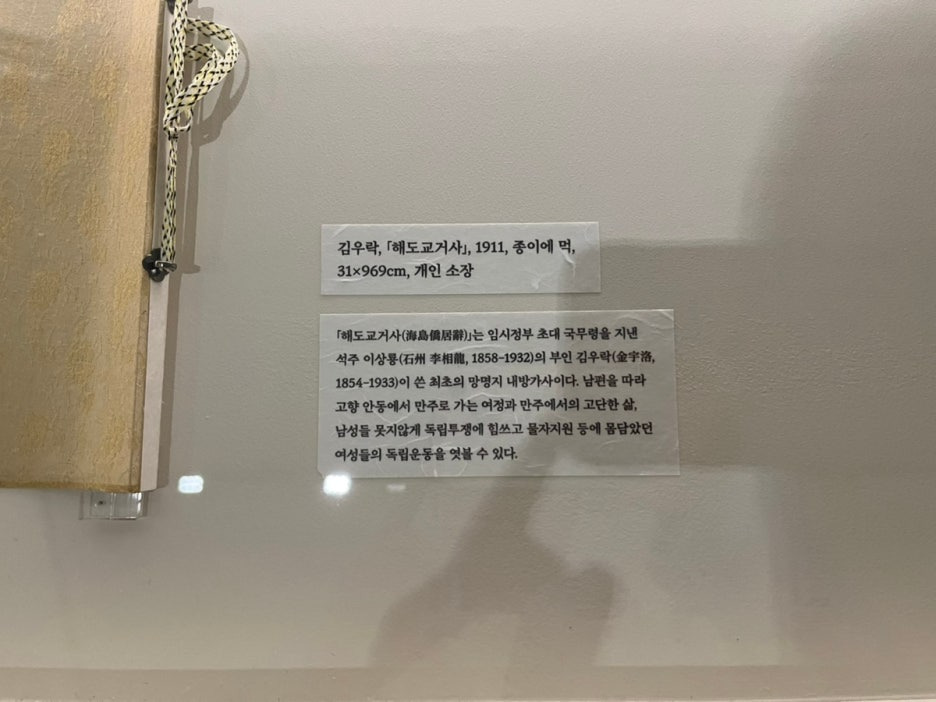 김우락, 「해도교거사」, 1911, 종이에 먹,
31×969cm, 개인 소장
「해도교거사(海島僑居辭)」는 임시정부 초대 국무령을 지낸
석주 이상룡(石州 李相龍, 1858-1932)의 부인 김우락(金宇洛,
1854-1933)이 쓴 최초의 망명지 내방가사이다. 남편을 따라
고향 안동에서 만주로 가는 여정과 만주에서의 고단한 삶,
남성들 못지않게 독립투쟁에 힘쓰고 물자지원 등에 몸담았던
여성들의 독립운동을 엿볼 수 있다.